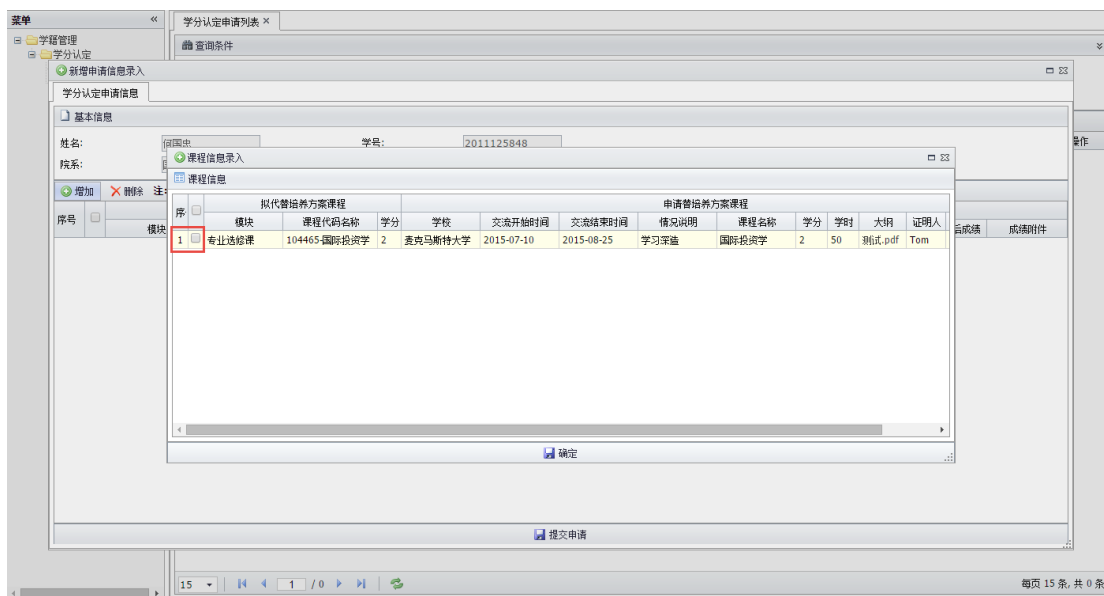 菜单 « 学分认定申请列表 ×
学籍管理
学分认定
查询条件
新增申请信息录入
学分认定申请信息
基本信息
姓名: 学号: 2011125848
院系:
操作
课程信息录入
课程信息
增加 删除
序号 模块
后成绩 成绩附件
序 拟代替培养方案课程 申请替培养方案课程
模块 课程代码名称 学分 学校 交流开始时间 交流结束时间 情况说明 课程名称 学分 学时 大纲 证明人
1 专业选修课 104465-国际投资学 2 麦克马斯特大学 2015-07-10 2015-08-25 学习深造 国际投资学 2 50 测试.pdf Tom
确定
提交申请
15 1 / 0 每页 15 条, 共 0 条